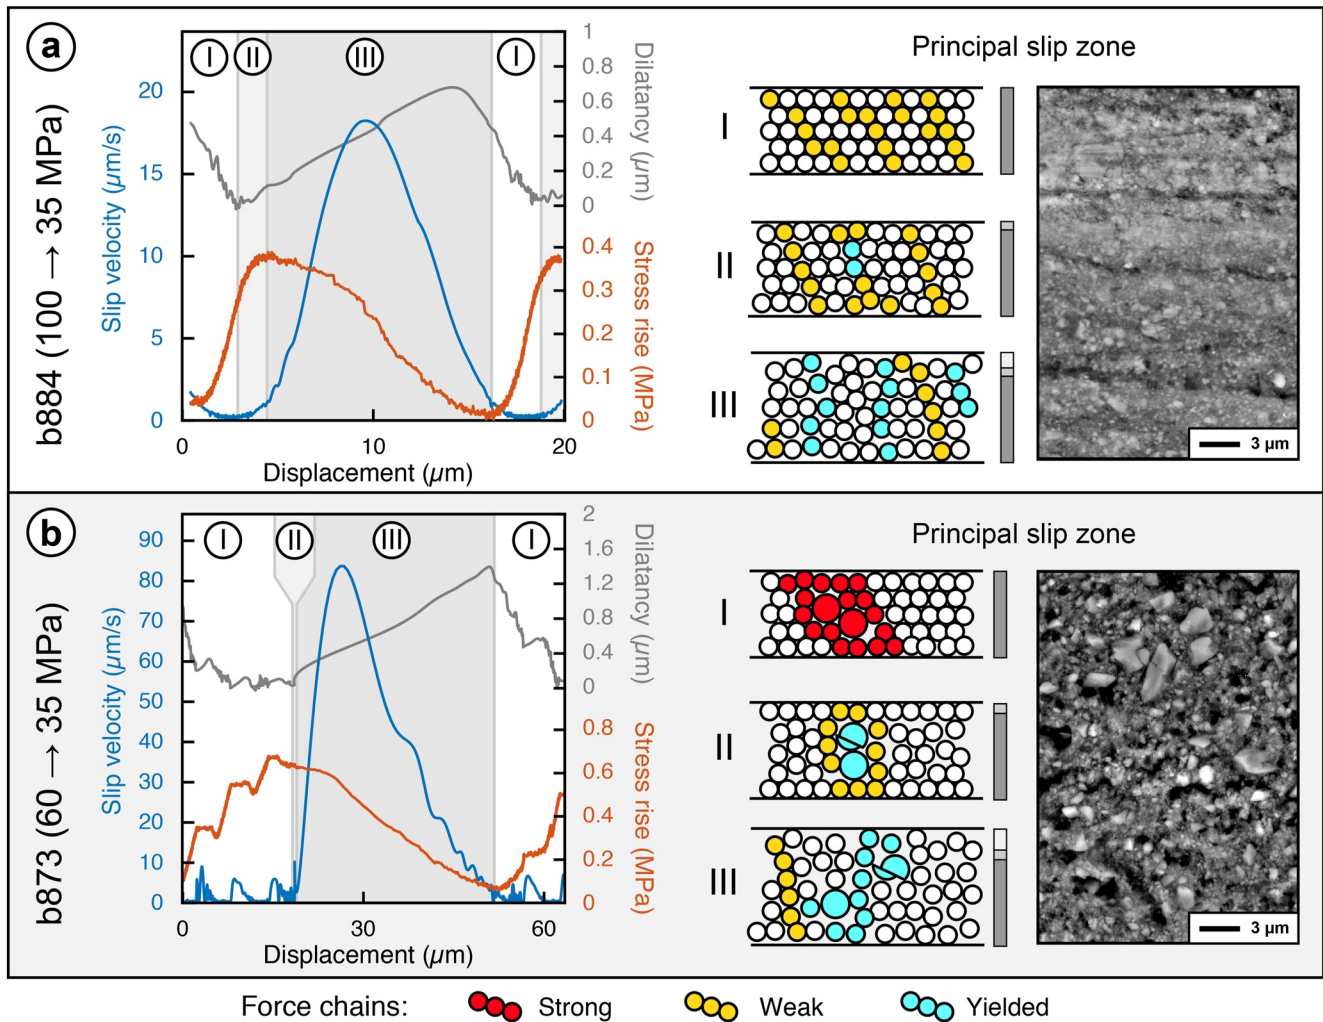 a
b884 (100 → 35 MPa)
I
II
III
I
Slip velocity (µm/s)
20
15
10
5
0
1
0.8
0.6
0.4
0.2
0
Dilatancy (µm)
0.4
0.3
0.2
0.1
0
Stress rise (MPa)
0
10
20
Displacement (µm)
Principal slip zone
I
II
III
3 µm
b
b873 (60 → 35 MPa)
I
II
III
I
Slip velocity (µm/s)
90
80
70
60
50
40
30
20
10
0
2
1.6
1.2
0.8
0.4
0
Dilatancy (µm)
0.8
0.6
0.4
0.2
0
Stress rise (MPa)
0
30
60
Displacement (µm)
Principal slip zone
I
II
III
3 µm
Force chains: Strong Weak Yielded